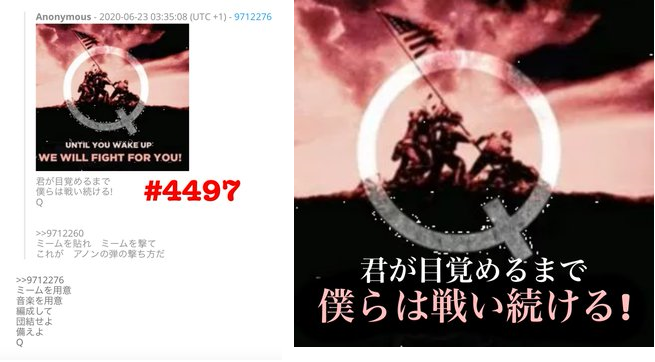 Anonymous - 2020-06-23 03:35:08 (UTC +1) - 9712276
UNTIL YOU WAKE UP
WE WILL FIGHT FOR YOU!
君が目覚めるまで
僕らは戦い続ける!
Q
#4497
>>9712260
ミームを貼れ ミームを撃て
これが アノンの弾の撃ち方だ
>>9712276
ミームを用意
音楽を用意
編成して
団結せよ
備えよ
Q
Q
君が目覚めるまで
僕らは戦い続ける!